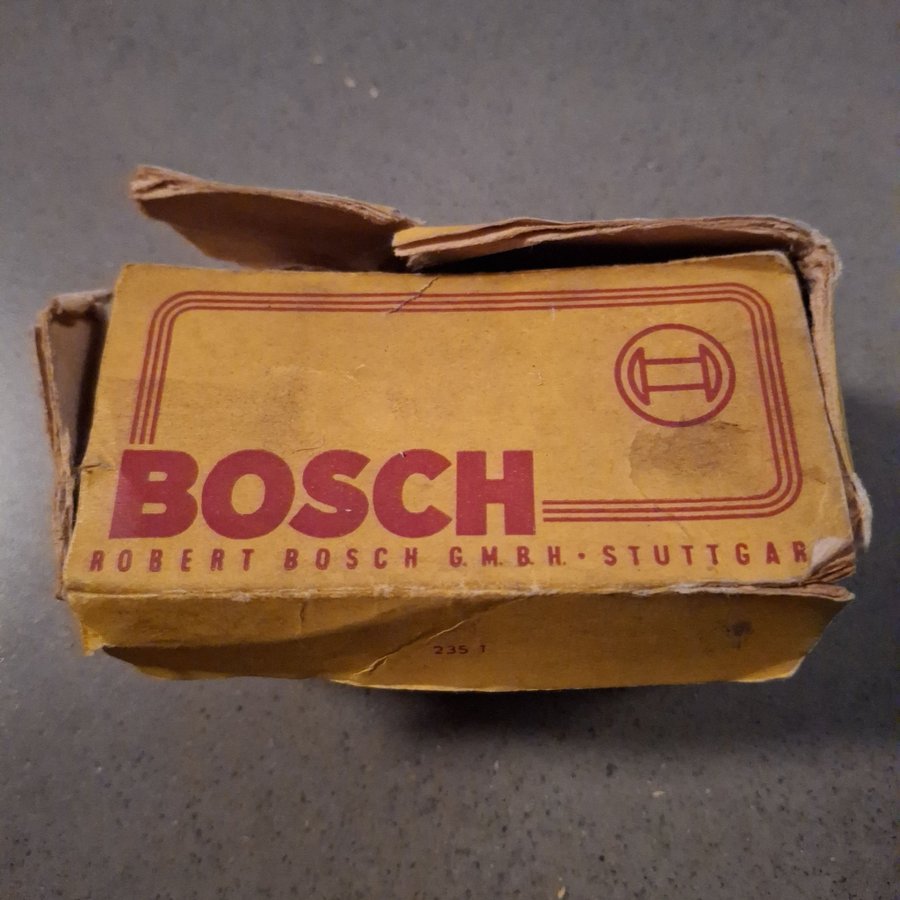 BOSCH
ROBERT BOSCH G.M.B.H. · STUTTGAR
235 1